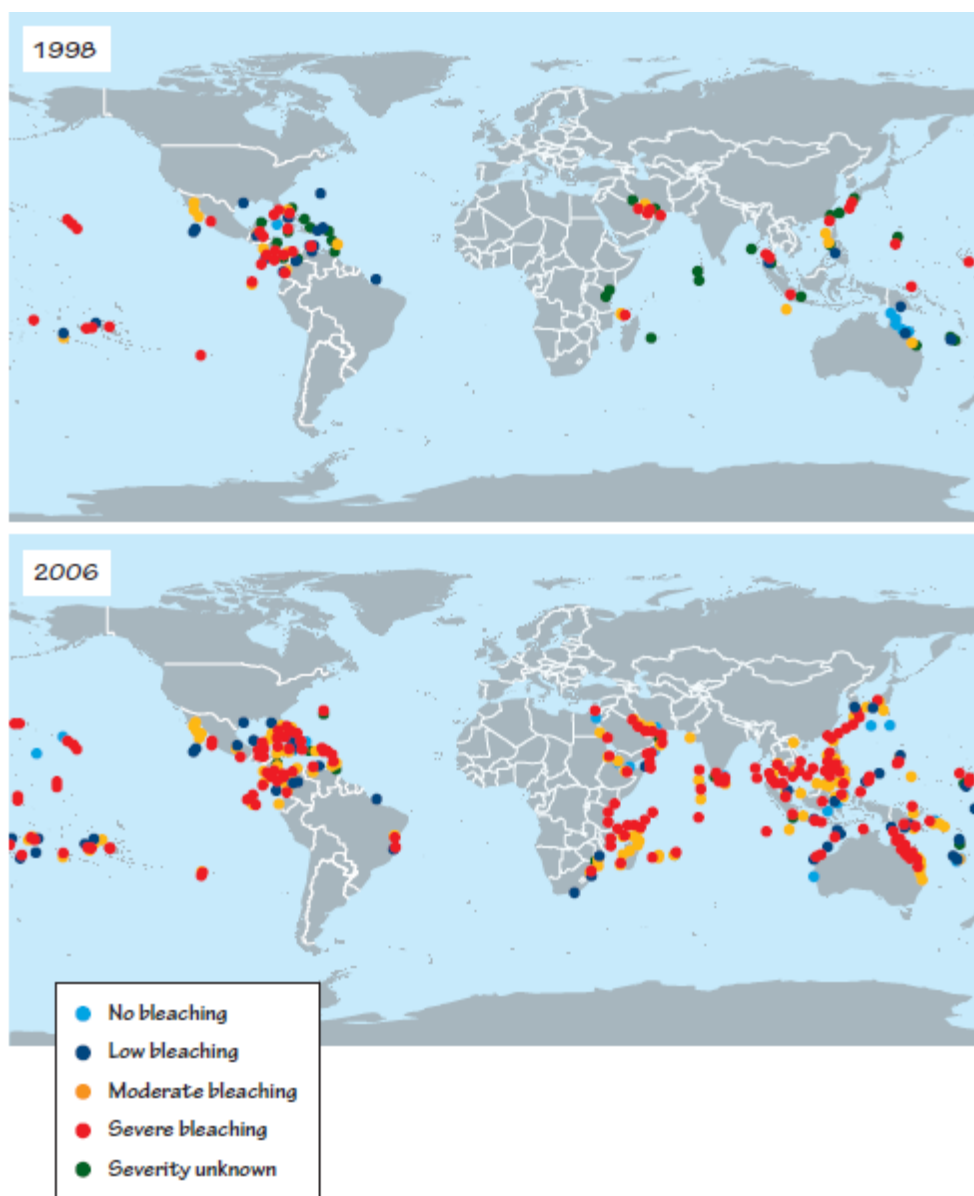 1998
2006
No bleaching
Low bleaching
Moderate bleaching
Severe bleaching
Severity unknown